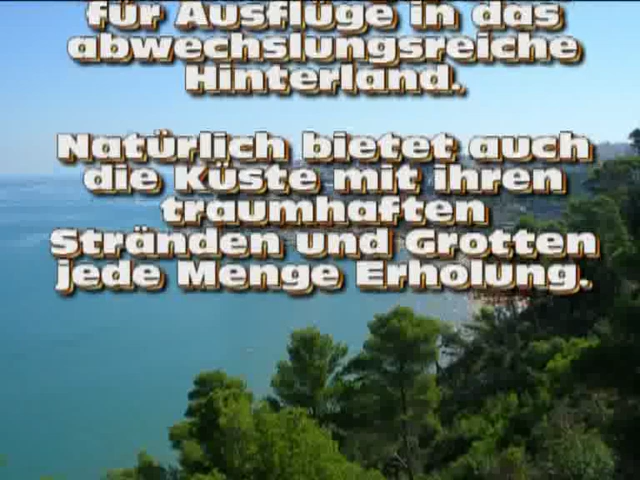 für Ausflüge in das
abwechslungsreiche
Hinterland.
Natürlich bietet auch
die Küste mit ihren
traumhaften
Stränden und Grotten
jede Menge Erholung.